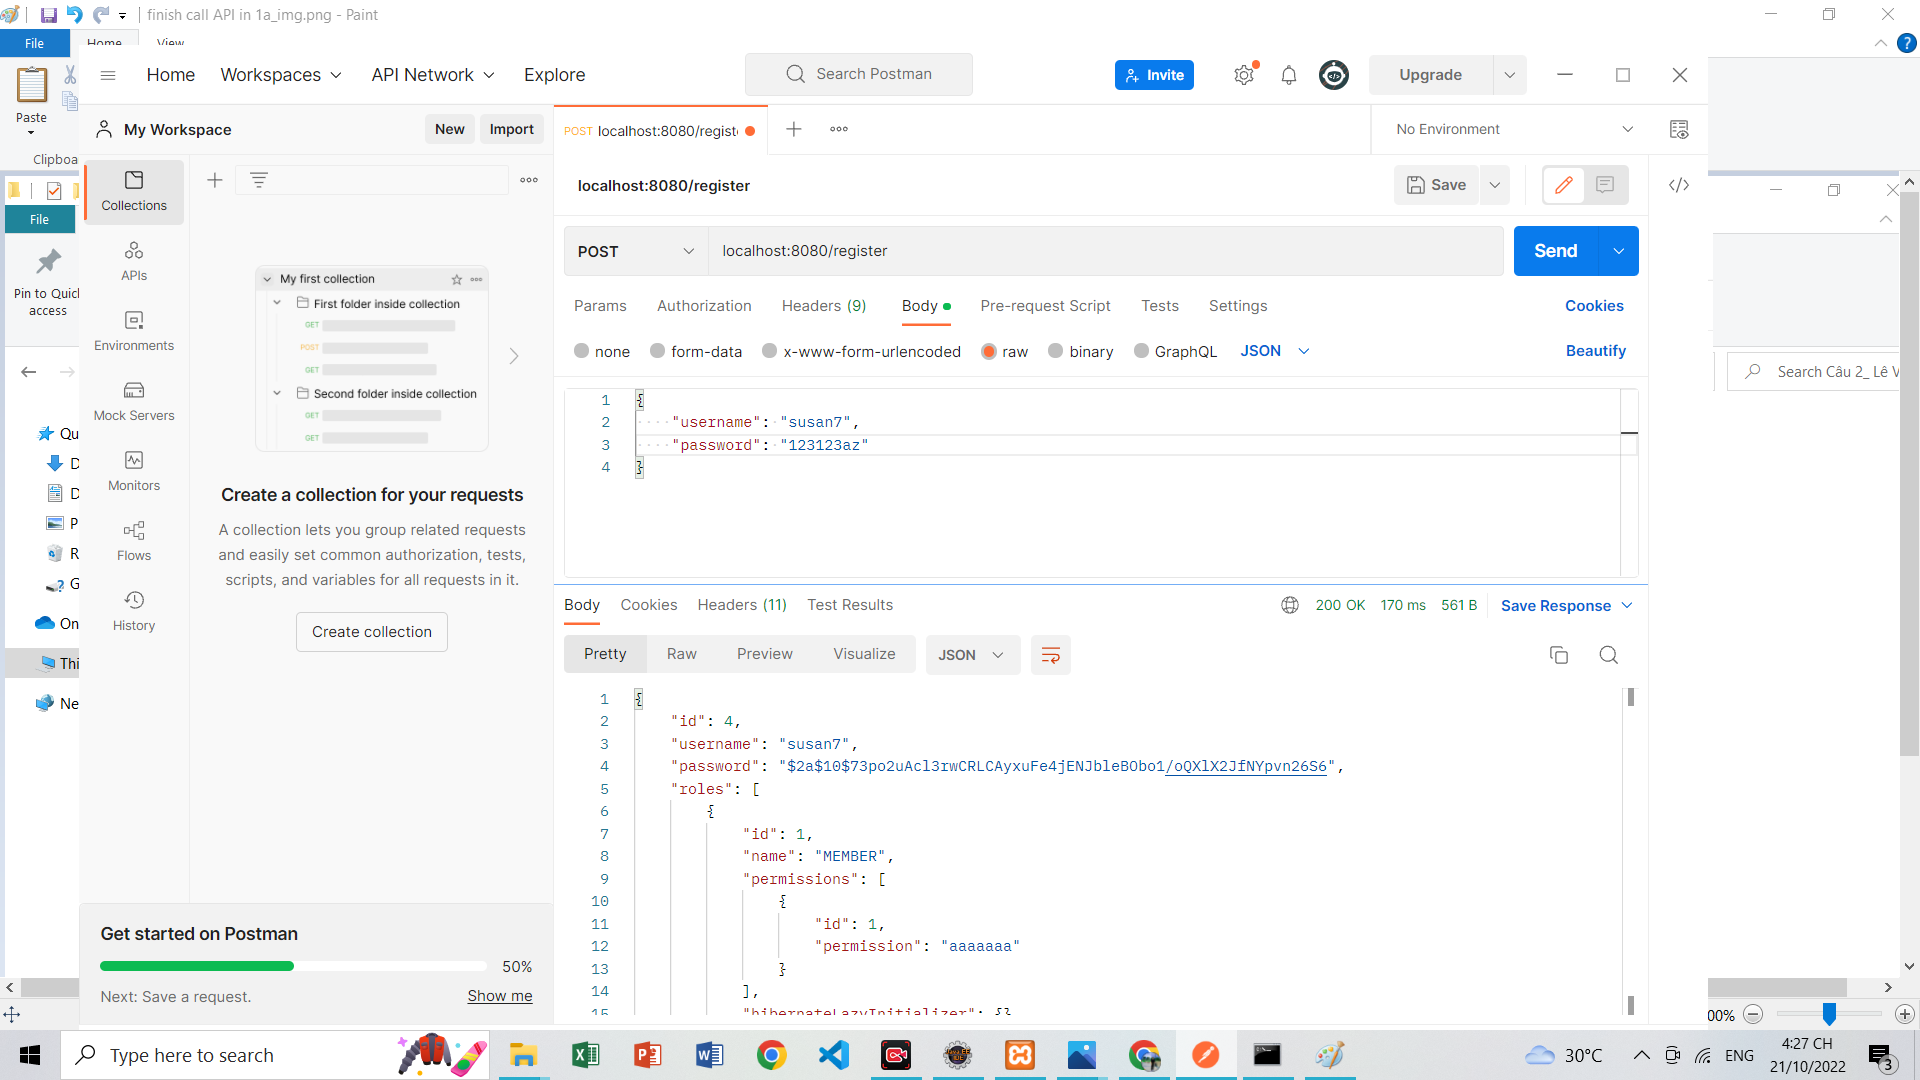 finish call API in 1a_img.png - Paint
File
Home
View
Paste
Clipboa
File
Pin to Quic
access
Qu
D
D
P
R
G
On
Thi
Ne
Home
Workspaces
API Network
Explore
Search Postman
Invite
Upgrade
My Workspace
New
Import
POST localhost:8080/regist
No Environment
Collections
APIs
Environments
Mock Servers
Monitors
Flows
History
My first collection
First folder inside collection
GET
POST
GET
Second folder inside collection
GET
GET
Create a collection for your requests
A collection lets you group related requests
and easily set common authorization, tests,
scripts, and variables for all requests in it.
Create collection
Get started on Postman
50%
Next: Save a request.
Show me
localhost:8080/register
Save
POST
localhost:8080/register
Send
Params
Authorization
Headers (9)
Body
Pre-request Script
Tests
Settings
Cookies
none
form-data
x-www-form-urlencoded
raw
binary
GraphQL
JSON
Beautify
1 {
2 "username": "susan7",
3 "password": "123123az"
4 }
Body
Cookies
Headers (11)
Test Results
200 OK
170 ms
561 B
Save Response
Pretty
Raw
Preview
Visualize
JSON
1 {
2 "id": 4,
3 "username": "susan7",
4 "password": "$2a$10$73po2uAcl3rwCRLCAyxuFe4jENJbleBObo1/oQXlX2JfNYpvn26S6",
5 "roles": [
6 {
7 "id": 1,
8 "name": "MEMBER",
9 "permissions": [
10 {
11 "id": 1,
12 "permission": "aaaaaaa"
13 }
14 ],
15 "hibernateLazyInitializer": {}
Search Câu 2_ Lê V
00%
Type here to search
30°C
ENG
4:27 CH
21/10/2022
3